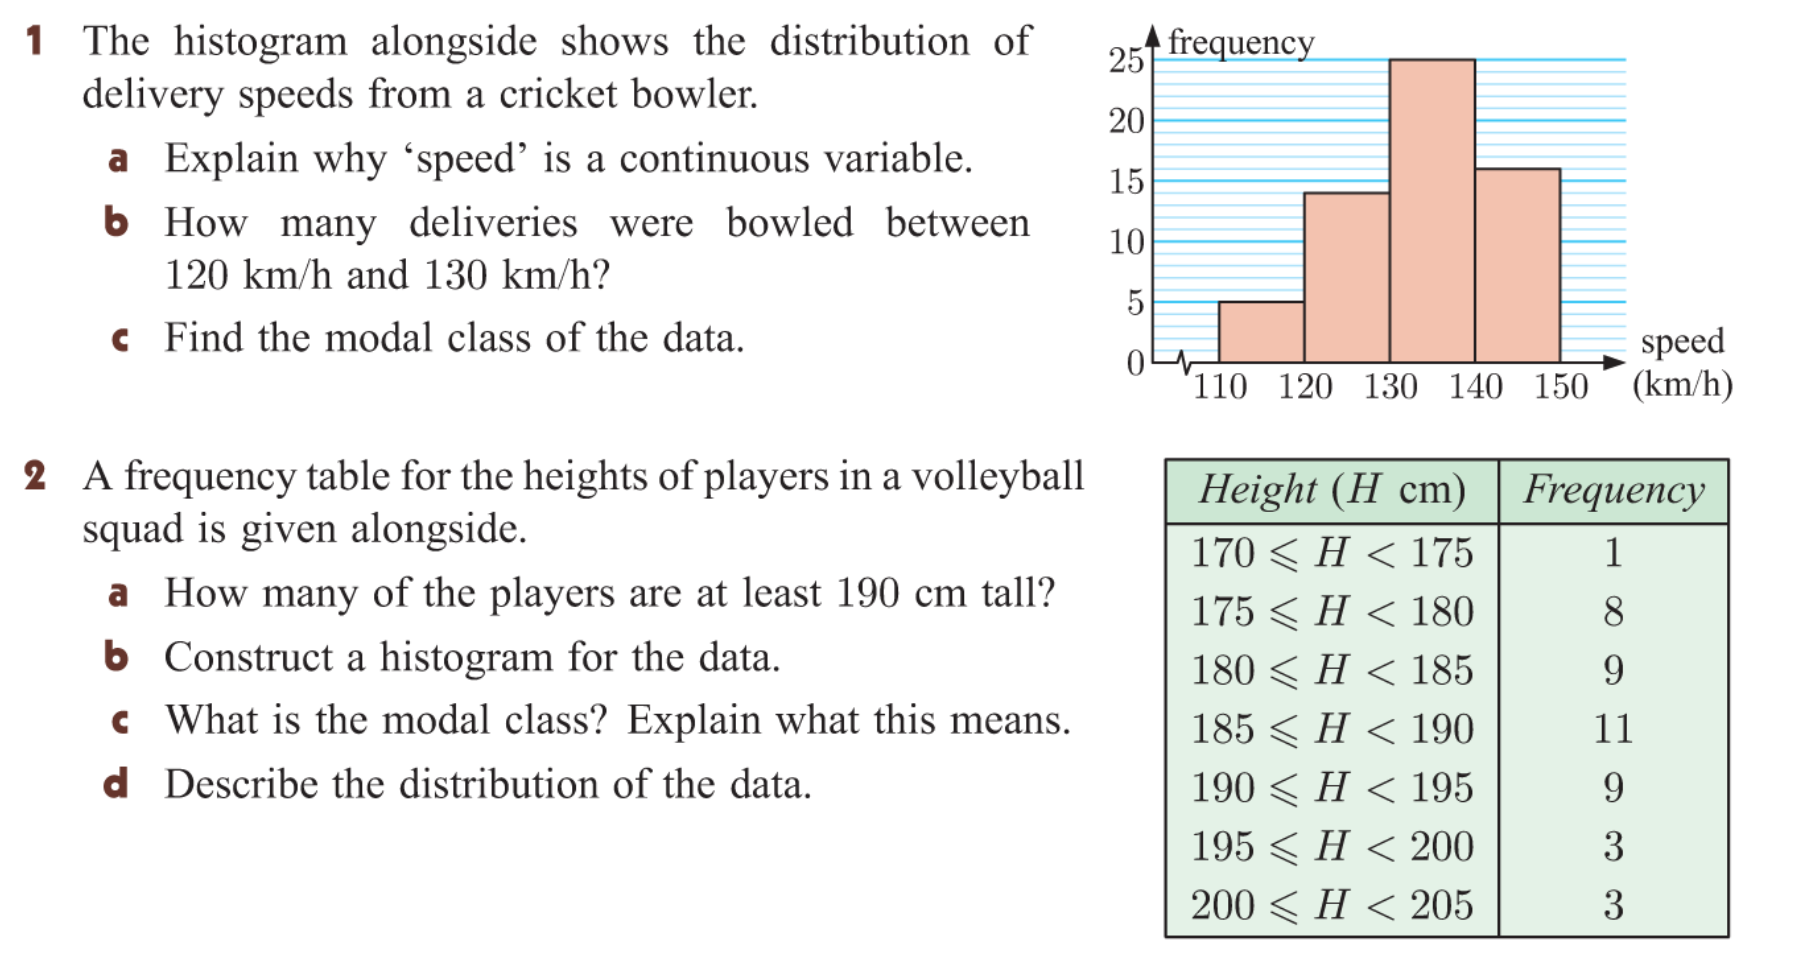 1 The histogram alongside shows the distribution of
delivery speeds from a cricket bowler.
a Explain why ‘speed’ is a continuous variable.
b How many deliveries were bowled between
120 km/h and 130 km/h?
c Find the modal class of the data.
frequency
25
20
15
10
5
0
110 120 130 140 150
speed
(km/h)
2 A frequency table for the heights of players in a volleyball
squad is given alongside.
a How many of the players are at least 190 cm tall?
b Construct a histogram for the data.
c What is the modal class? Explain what this means.
d Describe the distribution of the data.
Height (H cm) Frequency
170 ⩽ H < 175 1
175 ⩽ H < 180 8
180 ⩽ H < 185 9
185 ⩽ H < 190 11
190 ⩽ H < 195 9
195 ⩽ H < 200 3
200 ⩽ H < 205 3